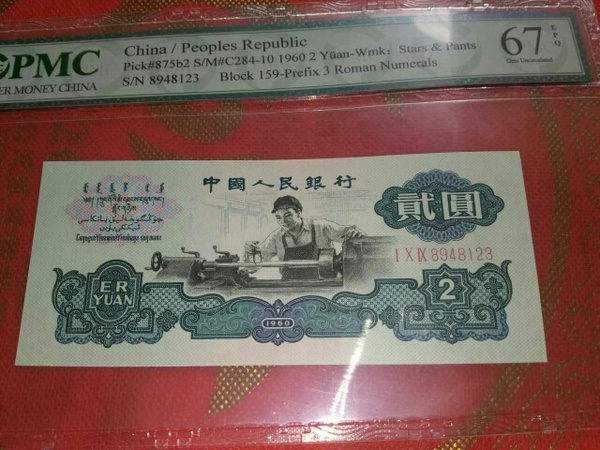 PMC
ER MONEY CHINA
China / Peoples Republic
Pick#875b2 S/M#C284-10 1960 2 Yüan-Wmk: Stars & Pants
S/N 8948123 Block 159-Prefix 3 Roman Numerals
67 EPQ
中國人民銀行
貳圓
I X IX 8948123
ER
YUAN
1960
2